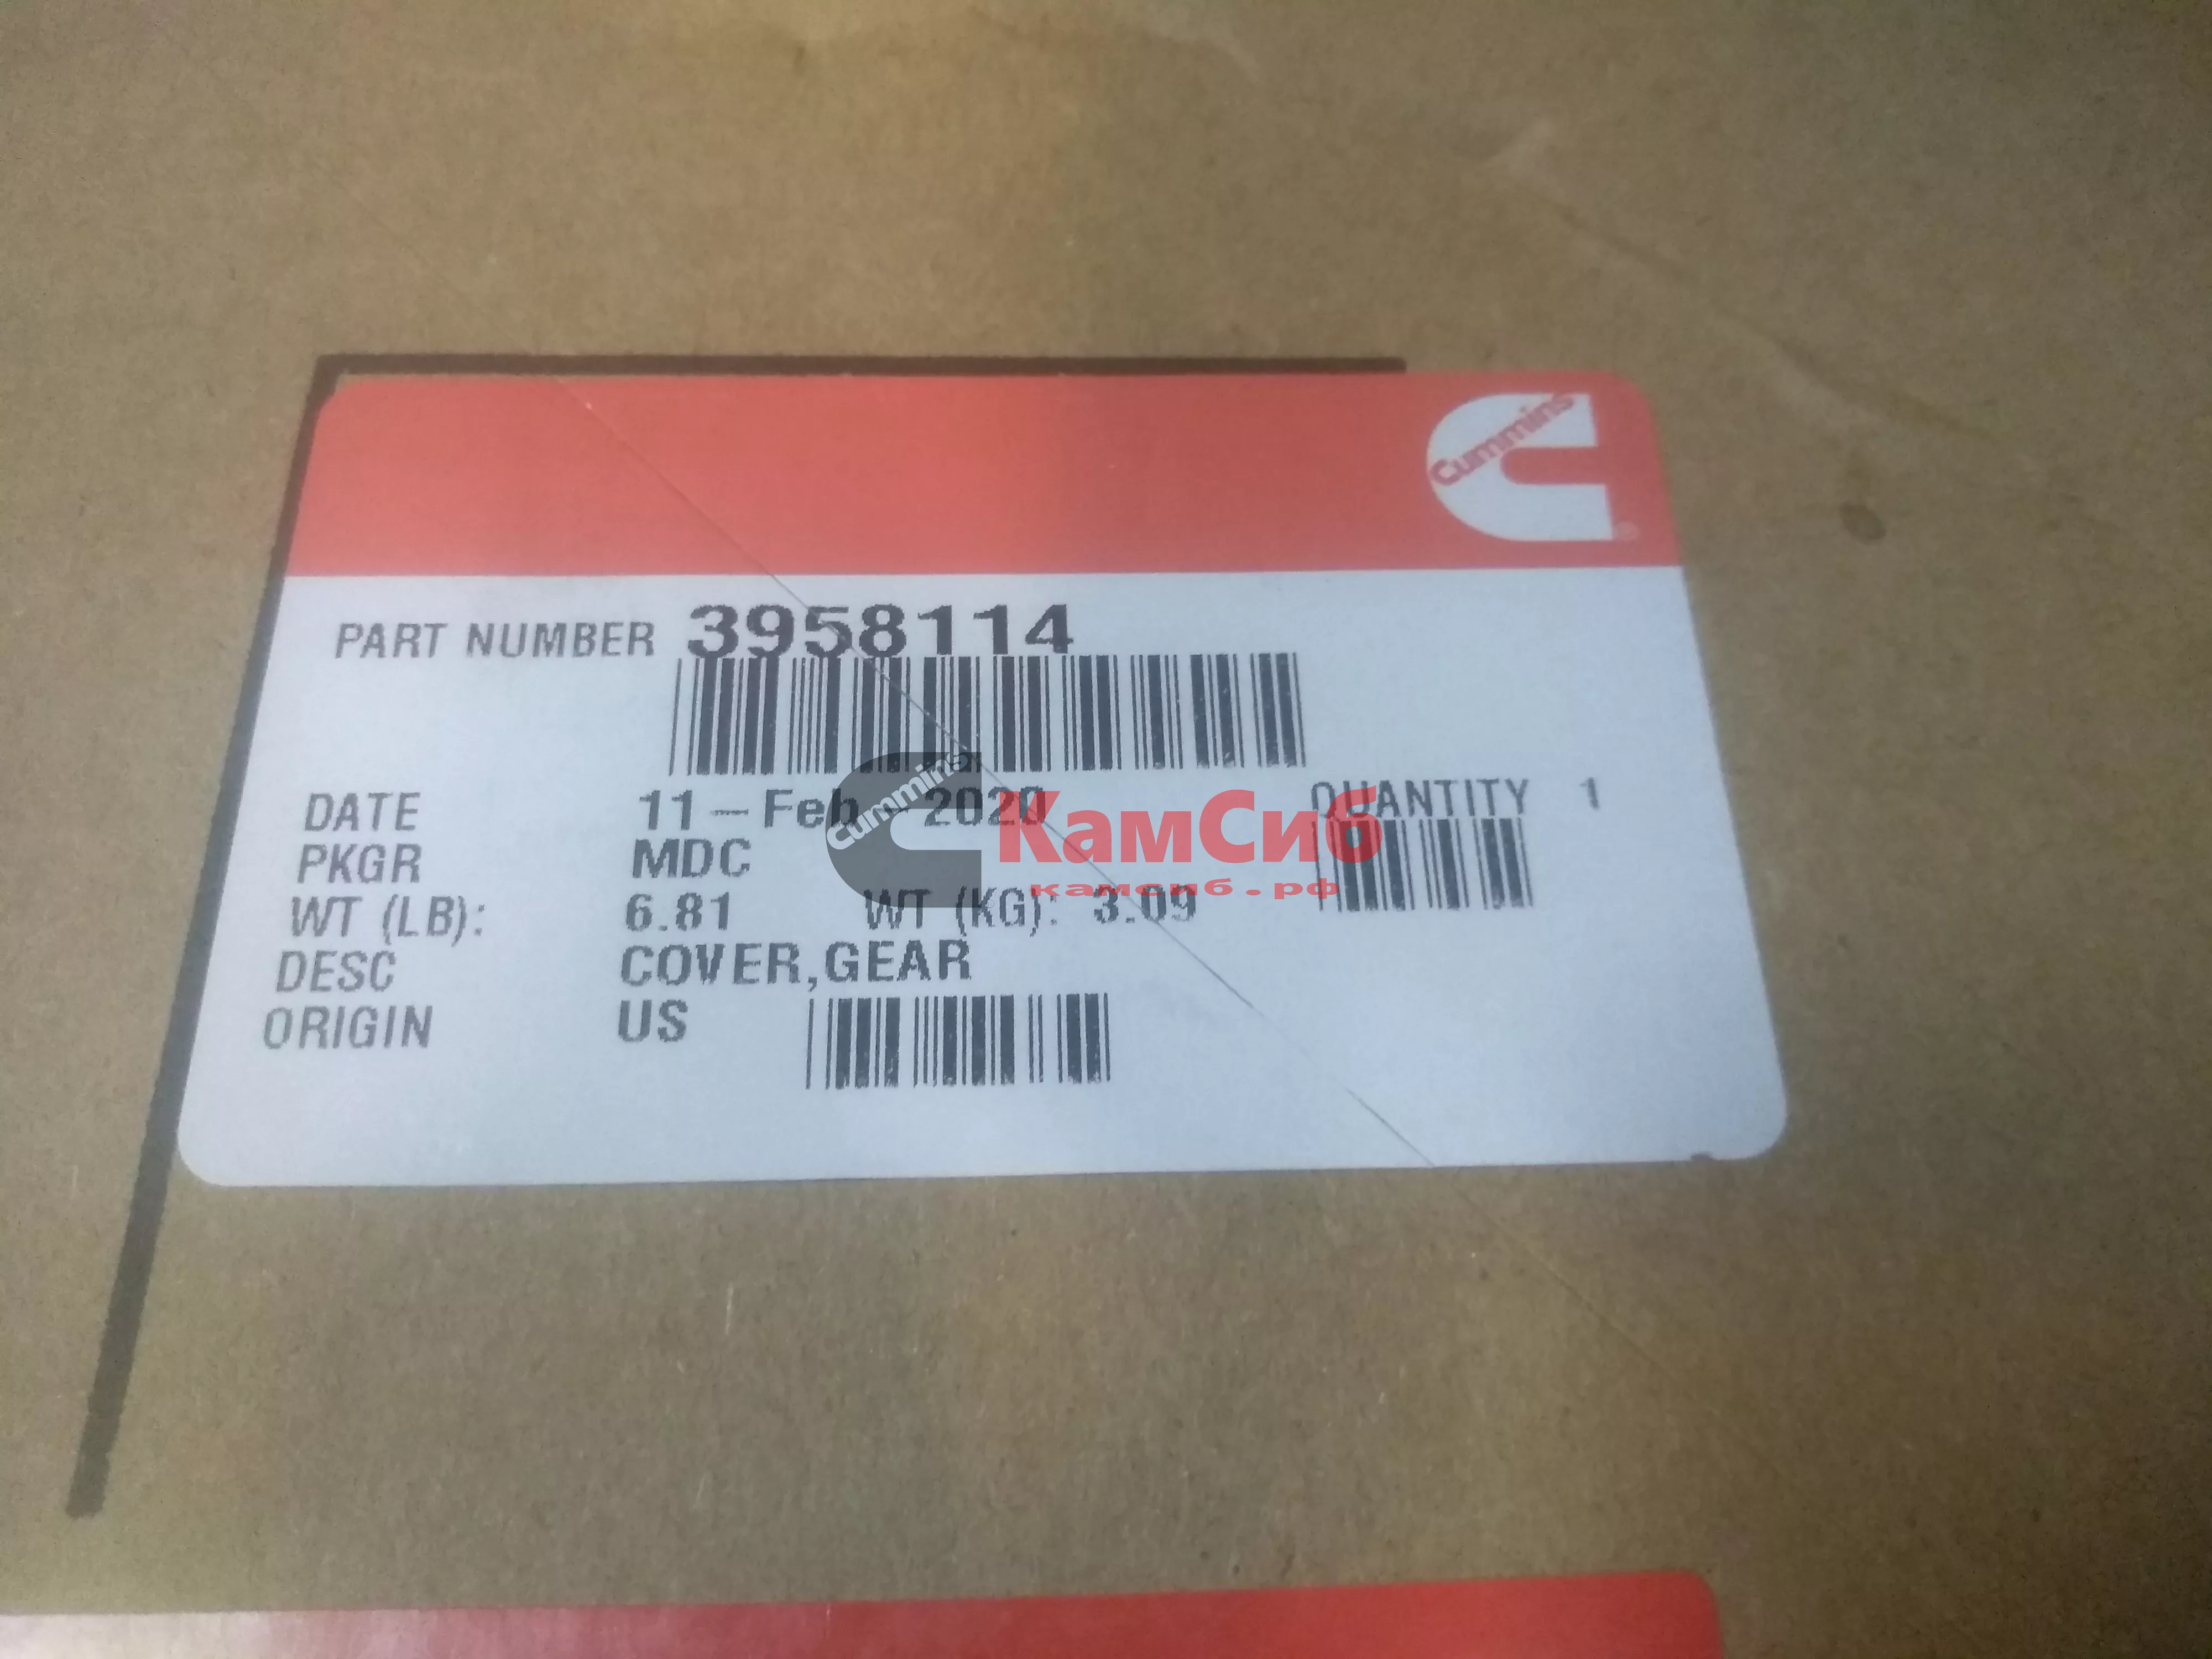 Cummins
PART NUMBER 3958114
DATE 11-Feb-2020 QUANTITY 1
PKGR MDC
WT (LB): 6.81 WT (KG): 3.09
DESC COVER,GEAR
ORIGIN US
Cummins
КамСиб
камсиб.рф